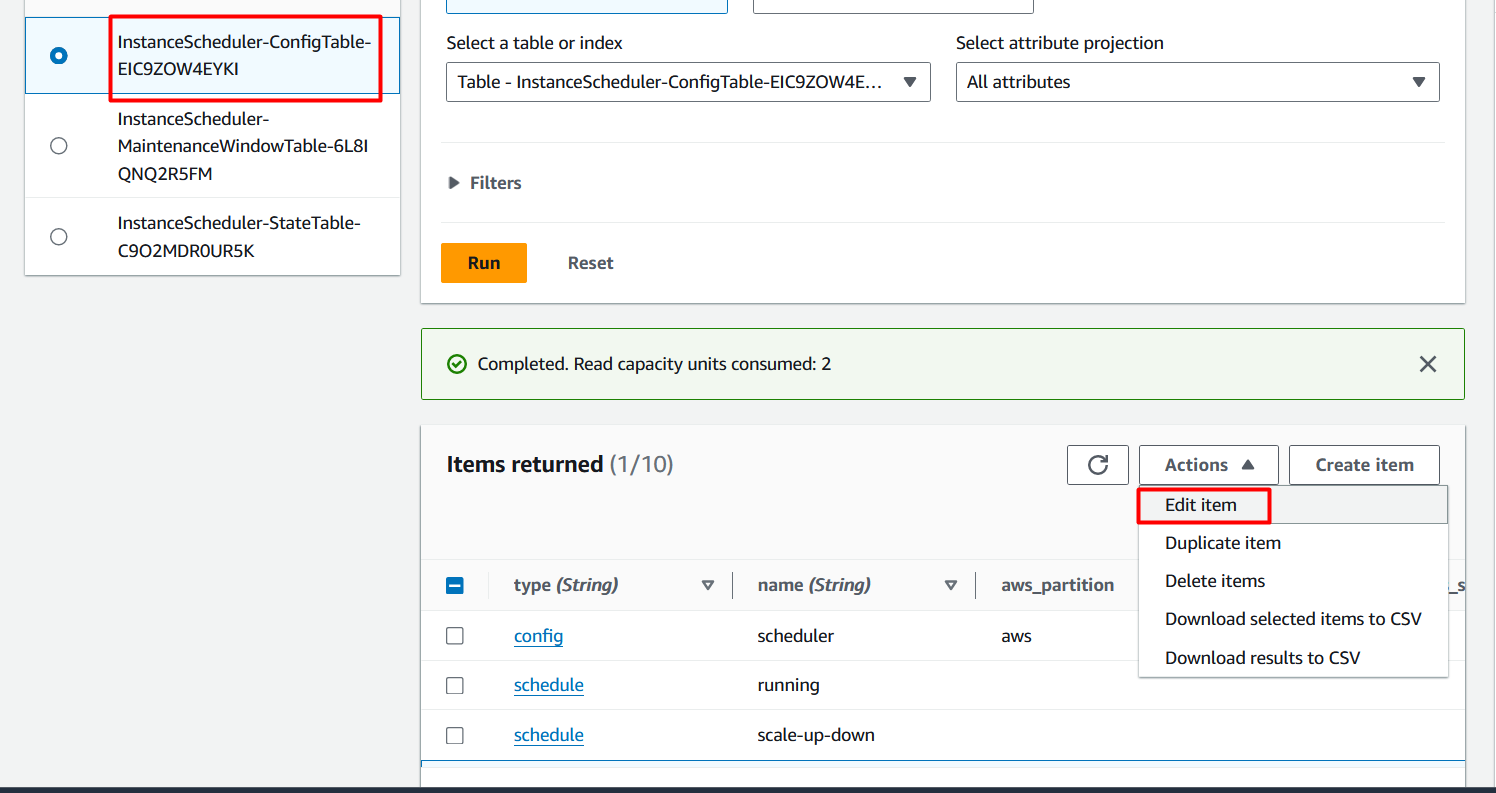 InstanceScheduler-ConfigTable-
EIC9ZOW4EYKI
InstanceScheduler-
MaintenanceWindowTable-6L8I
QNQ2R5FM
InstanceScheduler-StateTable-
C9O2MDR0UR5K
Select a table or index
Select attribute projection
Table - InstanceScheduler-ConfigTable-EIC9ZOW4E...
All attributes
Filters
Run
Reset
Completed. Read capacity units consumed: 2
Items returned (1/10)
Actions
Create item
Edit item
Duplicate item
Delete items
Download selected items to CSV
Download results to CSV
type (String)
name (String)
aws_partition
_s
config
scheduler
aws
schedule
running
schedule
scale-up-down